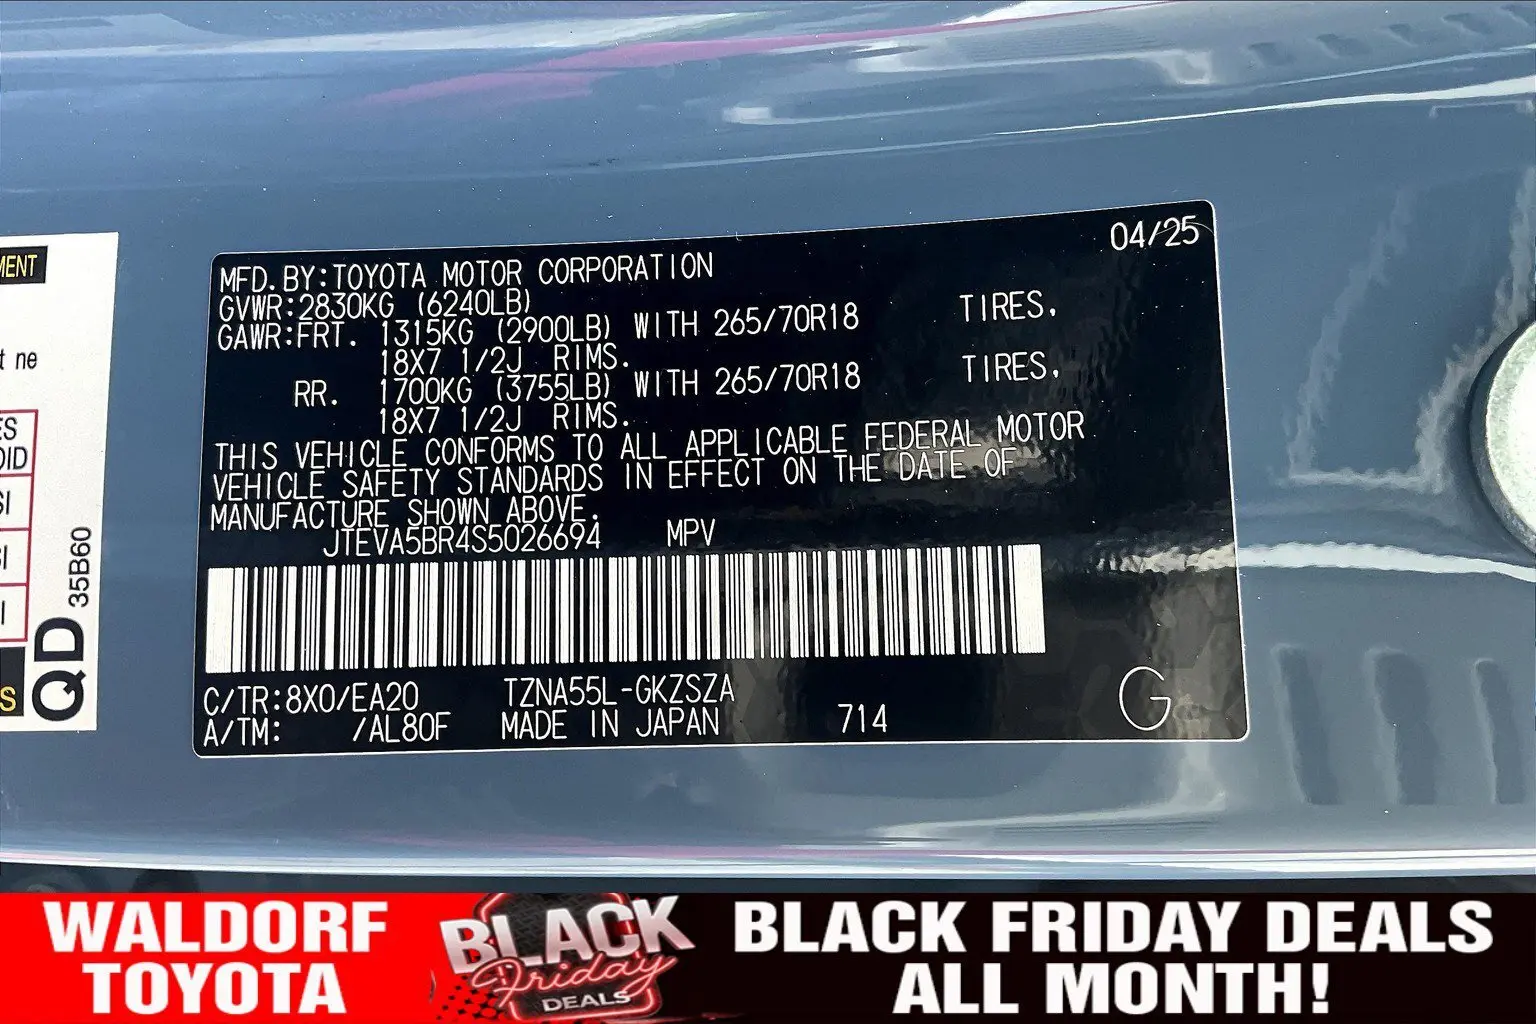 MENT
t ne
ES
OID
SI
SI
I
S
QD 35B60
04/25
MFD.BY:TOYOTA MOTOR CORPORATION
GVWR:2830KG (6240LB)
GAWR:FRT. 1315KG (2900LB) WITH 265/70R18 TIRES,
18X7 1/2J RIMS.
RR. 1700KG (3755LB) WITH 265/70R18 TIRES,
18X7 1/2J RIMS.
THIS VEHICLE CONFORMS TO ALL APPLICABLE FEDERAL MOTOR
VEHICLE SAFETY STANDARDS IN EFFECT ON THE DATE OF
MANUFACTURE SHOWN ABOVE.
JTEVA5BR4S5026694 MPV
C/TR:8X0/EA20 TZNA55L-GKZSZA
A/TM: /AL80F MADE IN JAPAN 714 G
WALDORF
TOYOTA
BLACK
Friday
DEALS
BLACK FRIDAY DEALS
ALL MONTH!